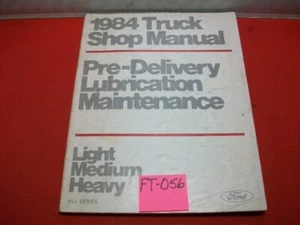 1984 Truck
Shop Manual
Pre-Delivery
Lubrication
Maintenance
Light
Medium
Heavy
FT-056
ALL SERIES
Ford